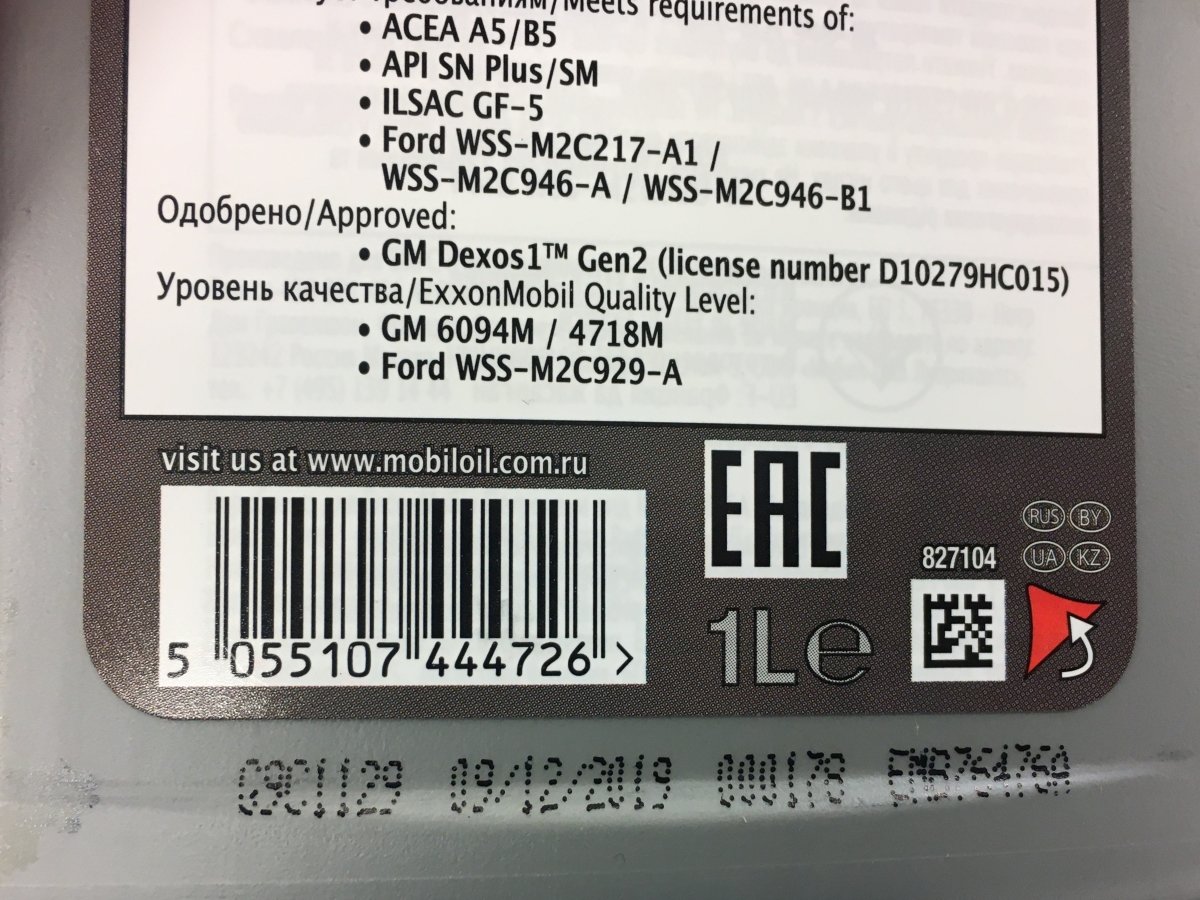 требованиям/Meets requirements of:
• ACEA A5/B5
• API SN Plus/SM
• ILSAC GF-5
• Ford WSS-M2C217-A1 /
WSS-M2C946-A / WSS-M2C946-B1
Одобрено/Approved:
• GM Dexos1™ Gen2 (license number D10279HC015)
Уровень качества/ExxonMobil Quality Level:
• GM 6094M / 4718M
• Ford WSS-M2C929-A
visit us at www.mobiloil.com.ru
EAC
RUS BY
827104 UA KZ
1Le
5 055107 444726 >
G9C1129 09/12/2019 000178